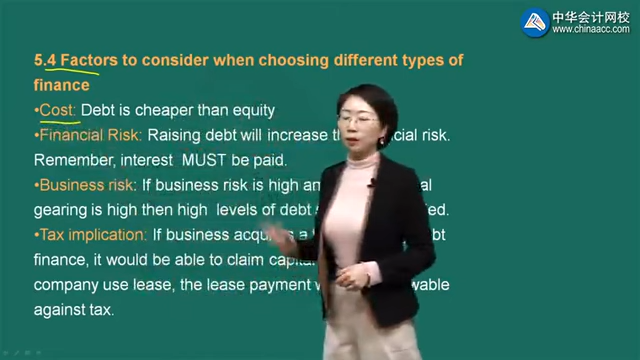 中华会计网校
www.chinaacc.com
5.4 Factors to consider when choosing different types of
finance
•Cost: Debt is cheaper than equity
•Financial Risk: Raising debt will increase risk.
Remember, interest MUST be paid.
•Business risk: If business risk is high
gearing is high then high levels of debt
•Tax implication: If business
finance, it would be able to claim
company use lease, the lease payment
against tax.